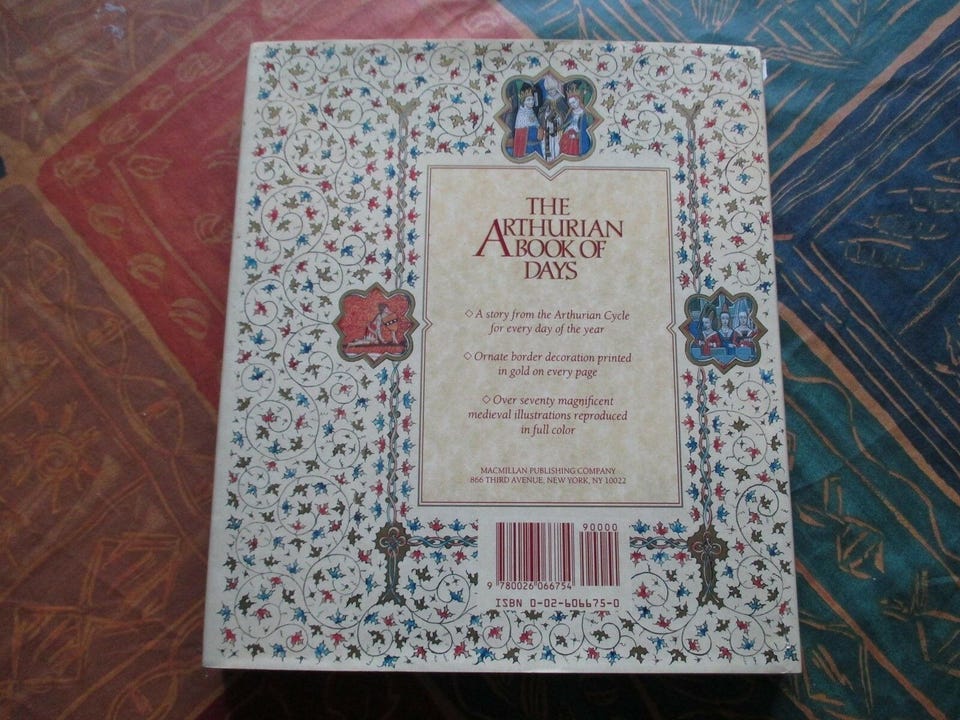 THE
ARTHURIAN
BOOK OF
DAYS
◇ A story from the Arthurian Cycle
for every day of the year
◇ Ornate border decoration printed
in gold on every page
◇ Over seventy magnificent
medieval illustrations reproduced
in full color
MACMILLAN PUBLISHING COMPANY
866 THIRD AVENUE, NEW YORK, NY 10022
90000
9 780026 066754
ISBN 0-02-606675-0